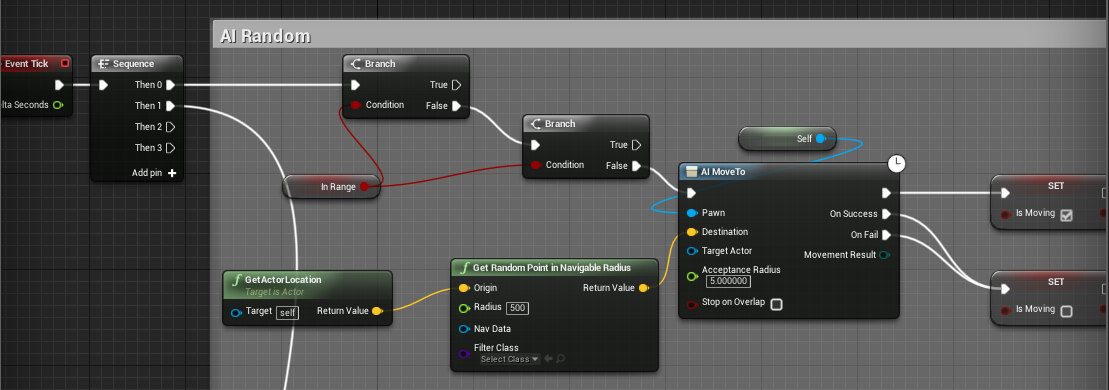 AI Random
Event Tick
lta Seconds
Sequence
Then 0
Then 1
Then 2
Then 3
Add pin +
Branch
True
Condition
False
In Range
Branch
True
Condition
False
Self
AI MoveTo
Pawn
On Success
Destination
On Fail
Target Actor
Movement Result
Acceptance Radius
5.000000
Stop on Overlap
SET
Is Moving
SET
Is Moving
f GetActorLocation
Target is Actor
Target self
Return Value
f Get Random Point in Navigable Radius
Origin
Return Value
Radius 500
Nav Data
Filter Class
Select Class